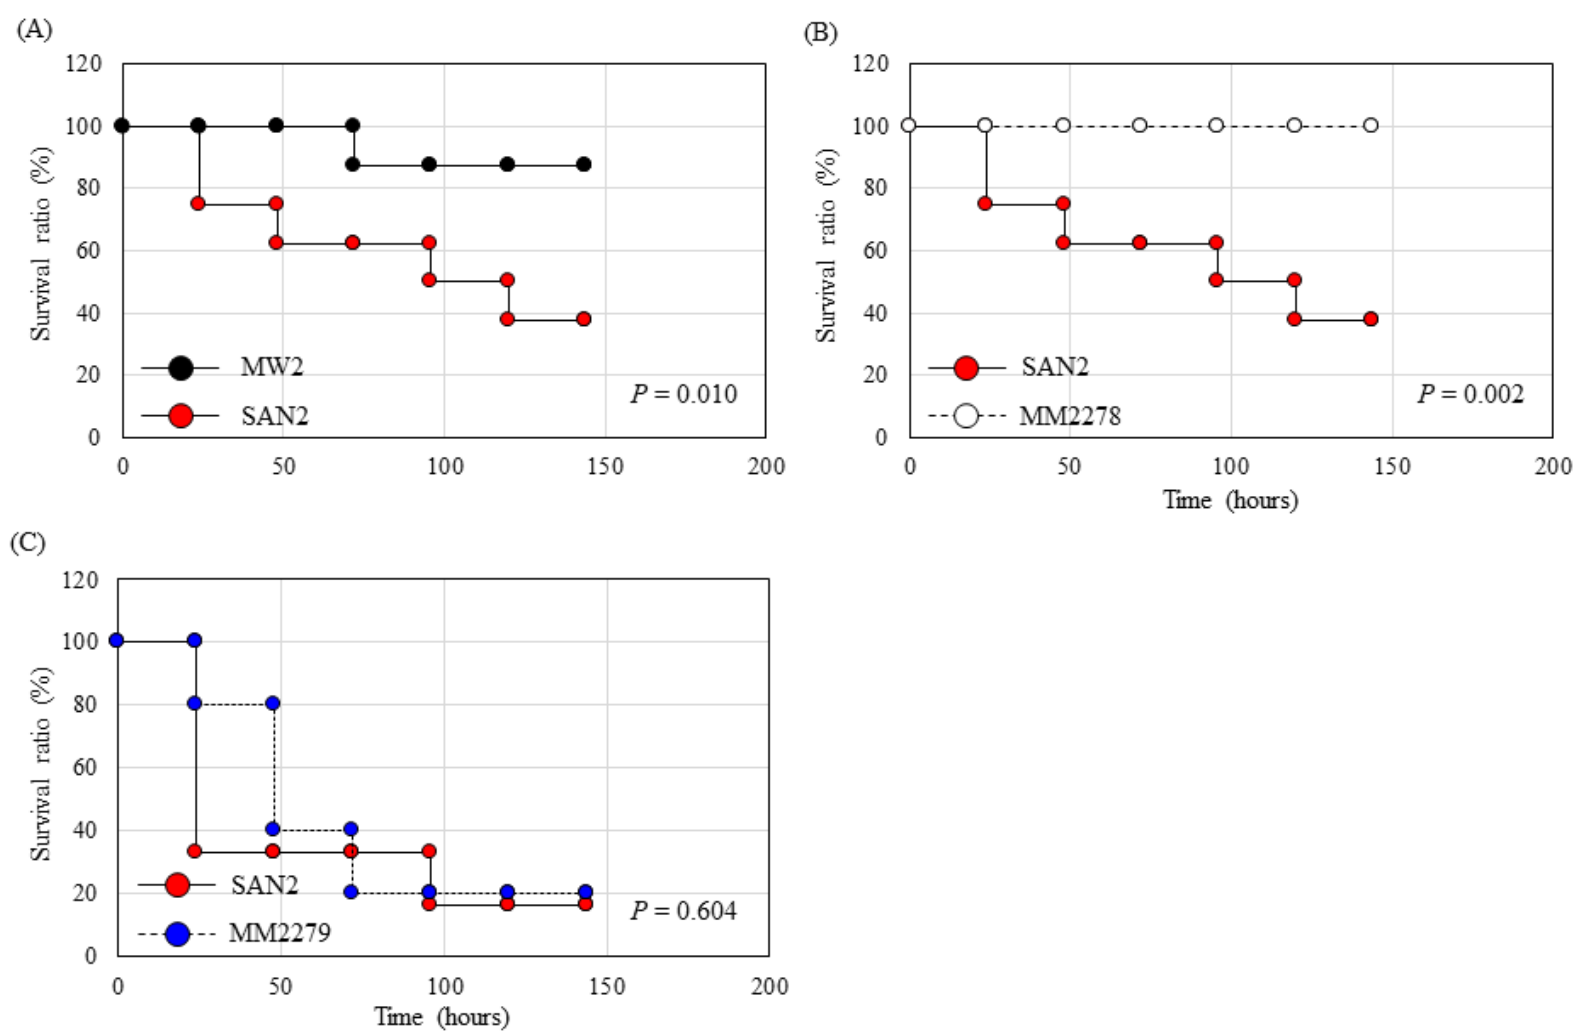 (A)
120
100
80
60
40
20
0
Survival ratio (%)
MW2
SAN2
P = 0.010
0 50 100 150 200
(B)
120
100
80
60
40
20
0
Survival ratio (%)
SAN2
MM2278
P = 0.002
0 50 100 150 200
Time (hours)
(C)
120
100
80
60
40
20
0
Survival ratio (%)
SAN2
MM2279
P = 0.604
0 50 100 150 200
Time (hours)